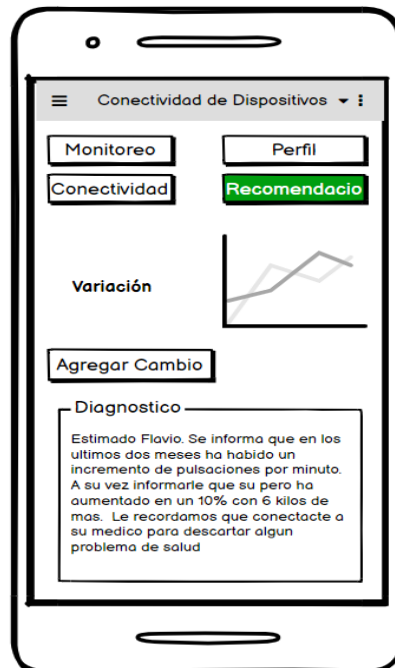 Conectividad de Dispositivos
Monitoreo
Perfil
Conectividad
Recomendacio
Variación
Agregar Cambio
Diagnostico
Estimado Flavio. Se informa que en los
ultimos dos meses ha habido un
incremento de pulsaciones por minuto.
A su vez informarle que su pero ha
aumentado en un 10% con 6 kilos de
mas. Le recordamos que conectacte a
su medico para descartar algun
problema de salud